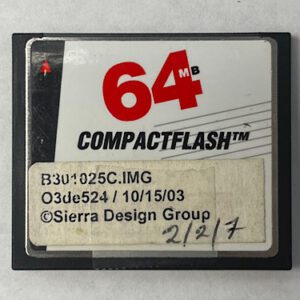 64 MB
COMPACTFLASH™
B301025C.IMG
O3de524 / 10/15/03
©Sierra Design Group
2/2/7